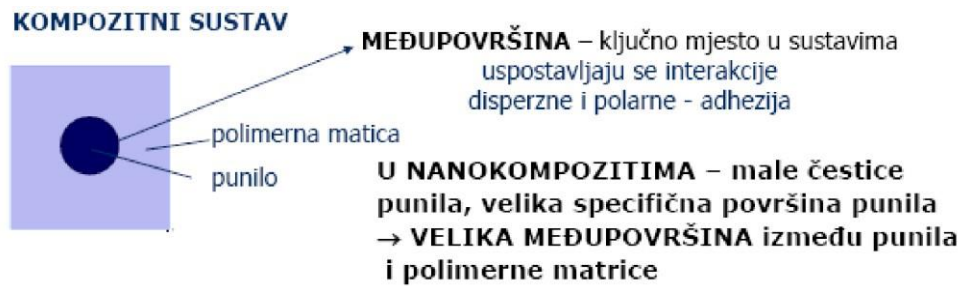 KOMPOZITNI SUSTAV
MEĐUPOVRŠINA – ključno mjesto u sustavima
uspostavljaju se interakcije
disperzne i polarne - adhezija
polimerna matica
punilo
U NANOKOMPOZITIMA – male čestice
punila, velika specifična površina punila
→ VELIKA MEĐUPOVRŠINA između punila
i polimerne matrice